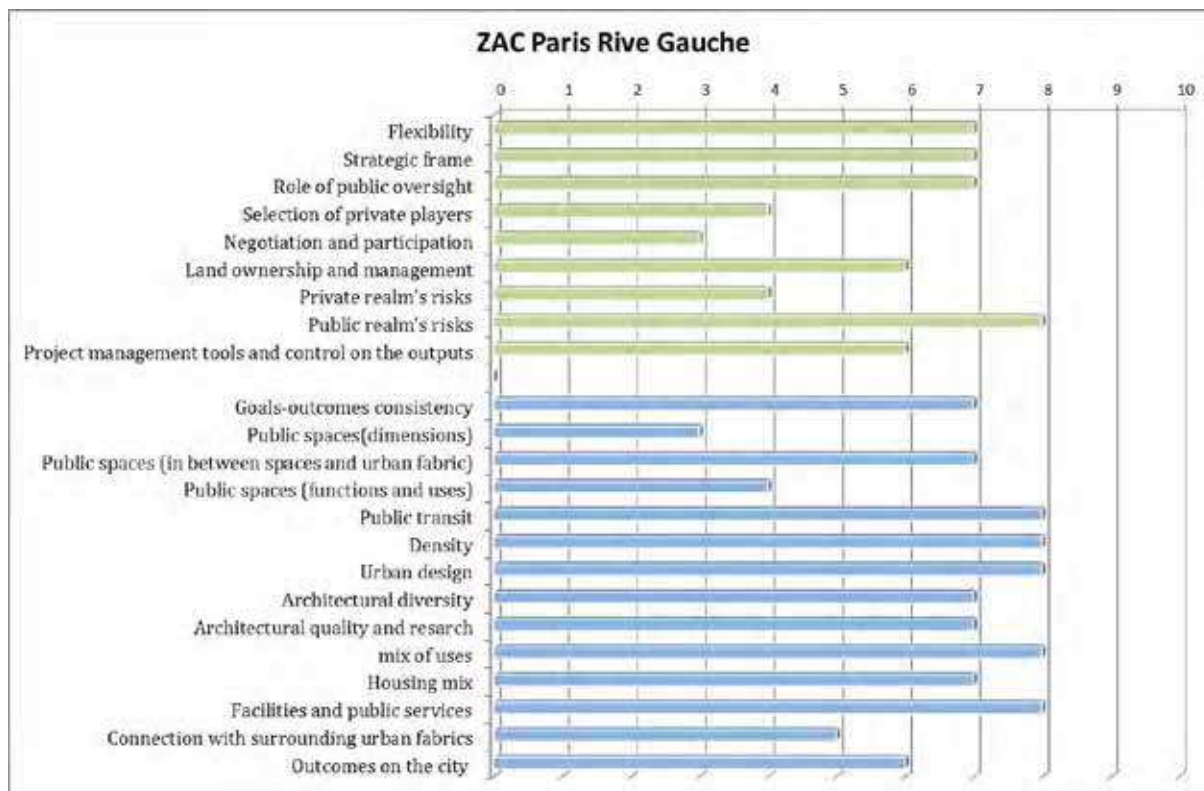 ZAC Paris Rive Gauche
0 1 2 3 4 5 6 7 8 9 10
Flexibility
Strategic frame
Role of public oversight
Selection of private players
Negotiation and participation
Land ownership and management
Private realm's risks
Public realm's risks
Project management tools and control on the outputs
Goals-outcomes consistency
Public spaces(dimensions)
Public spaces (in between spaces and urban fabric)
Public spaces (functions and uses)
Public transit
Density
Urban design
Architectural diversity
Architectural quality and resarch
mix of uses
Housing mix
Facilities and public services
Connection with surrounding urban fabrics
Outcomes on the city